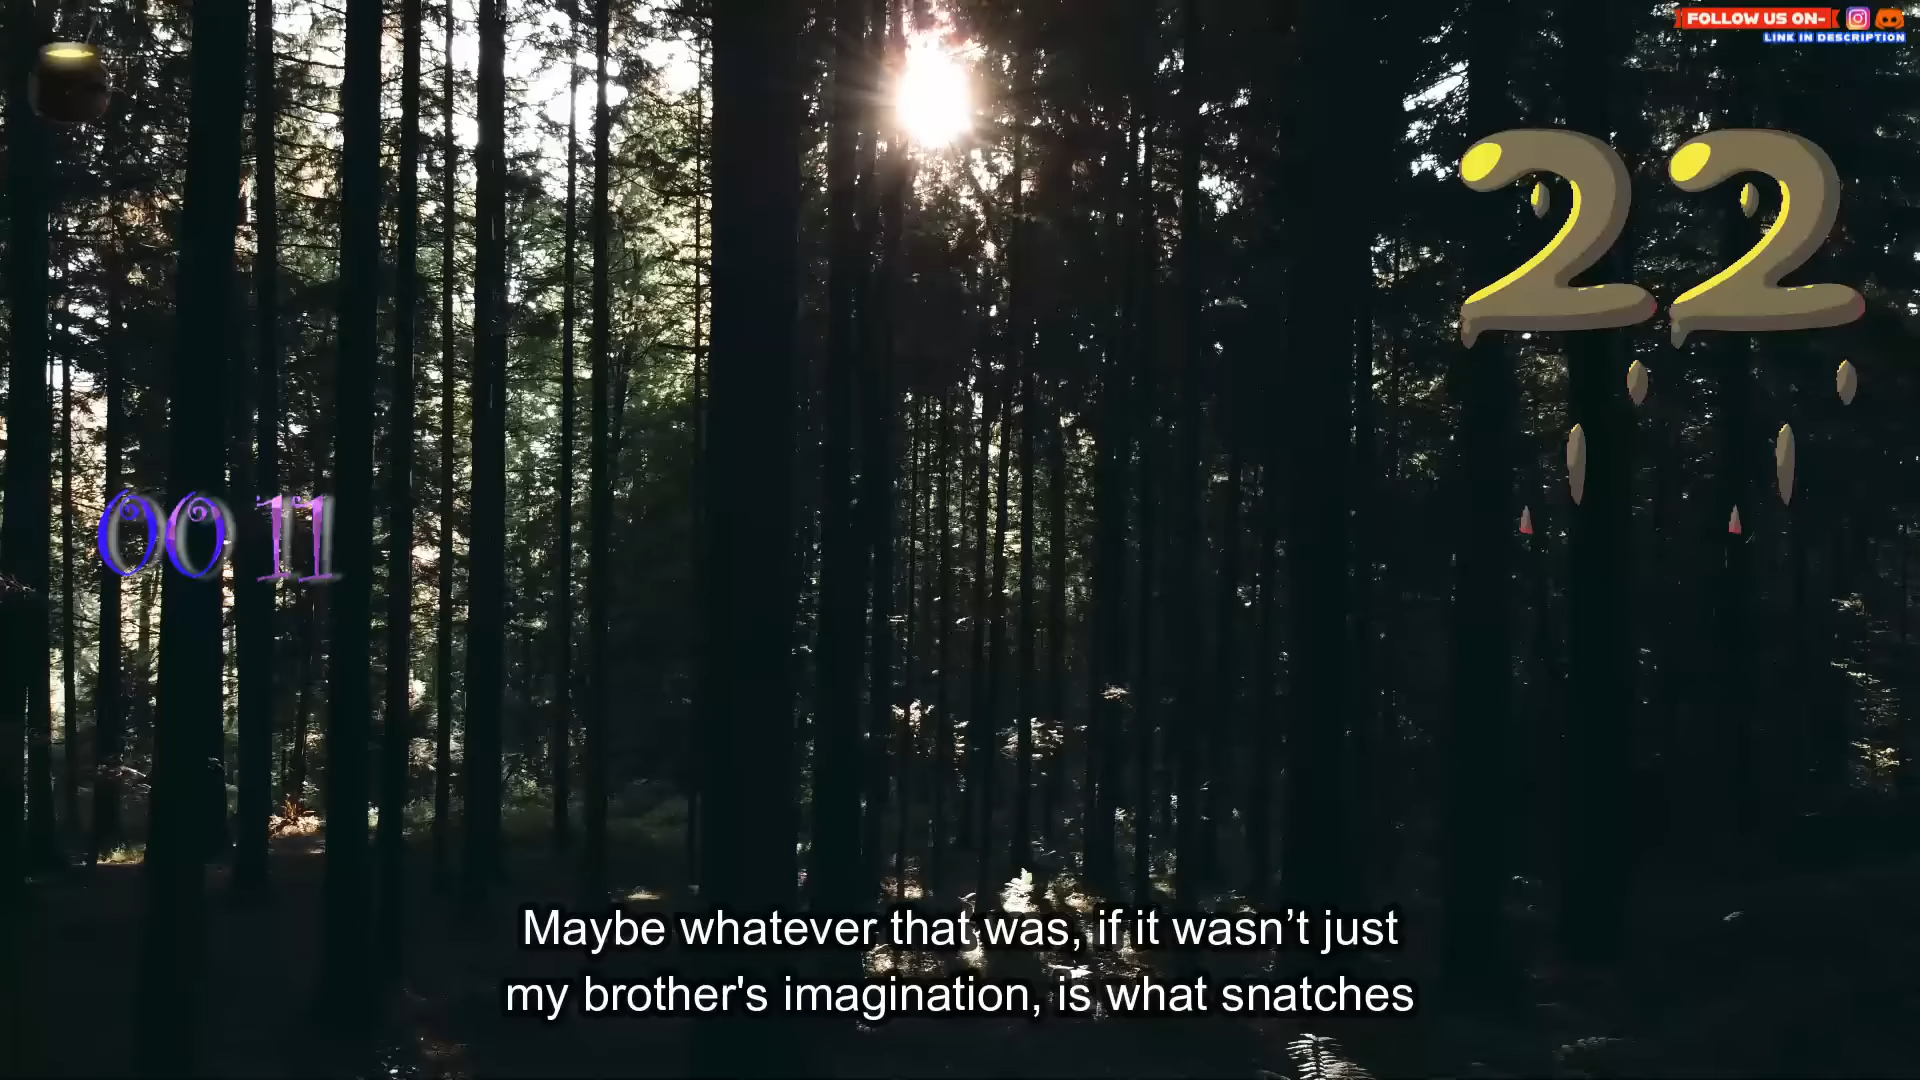 FOLLOW US ON-
LINK IN DESCRIPTION
22
00 11
Maybe whatever that was, if it wasn’t just
my brother's imagination, is what snatches